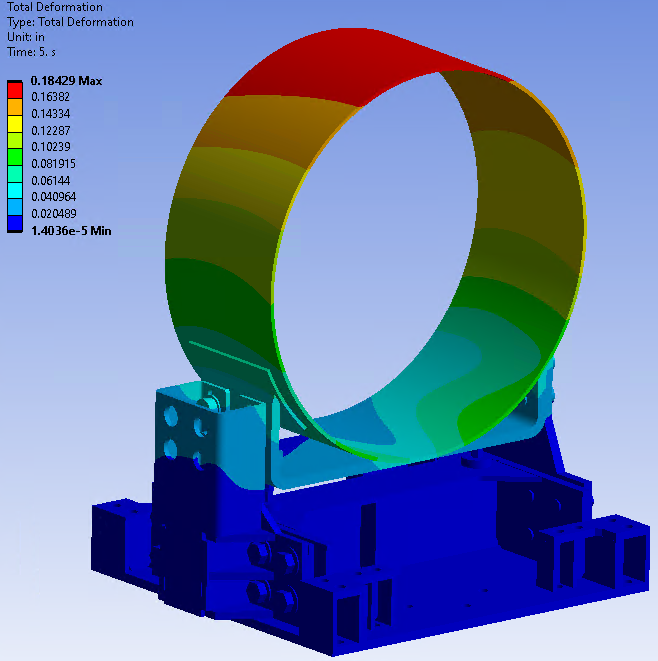 Total Deformation
Type: Total Deformation
Unit: in
Time: 5. s
0.18429 Max
0.16382
0.14334
0.12287
0.10239
0.081915
0.06144
0.040964
0.020489
1.4036e-5 Min